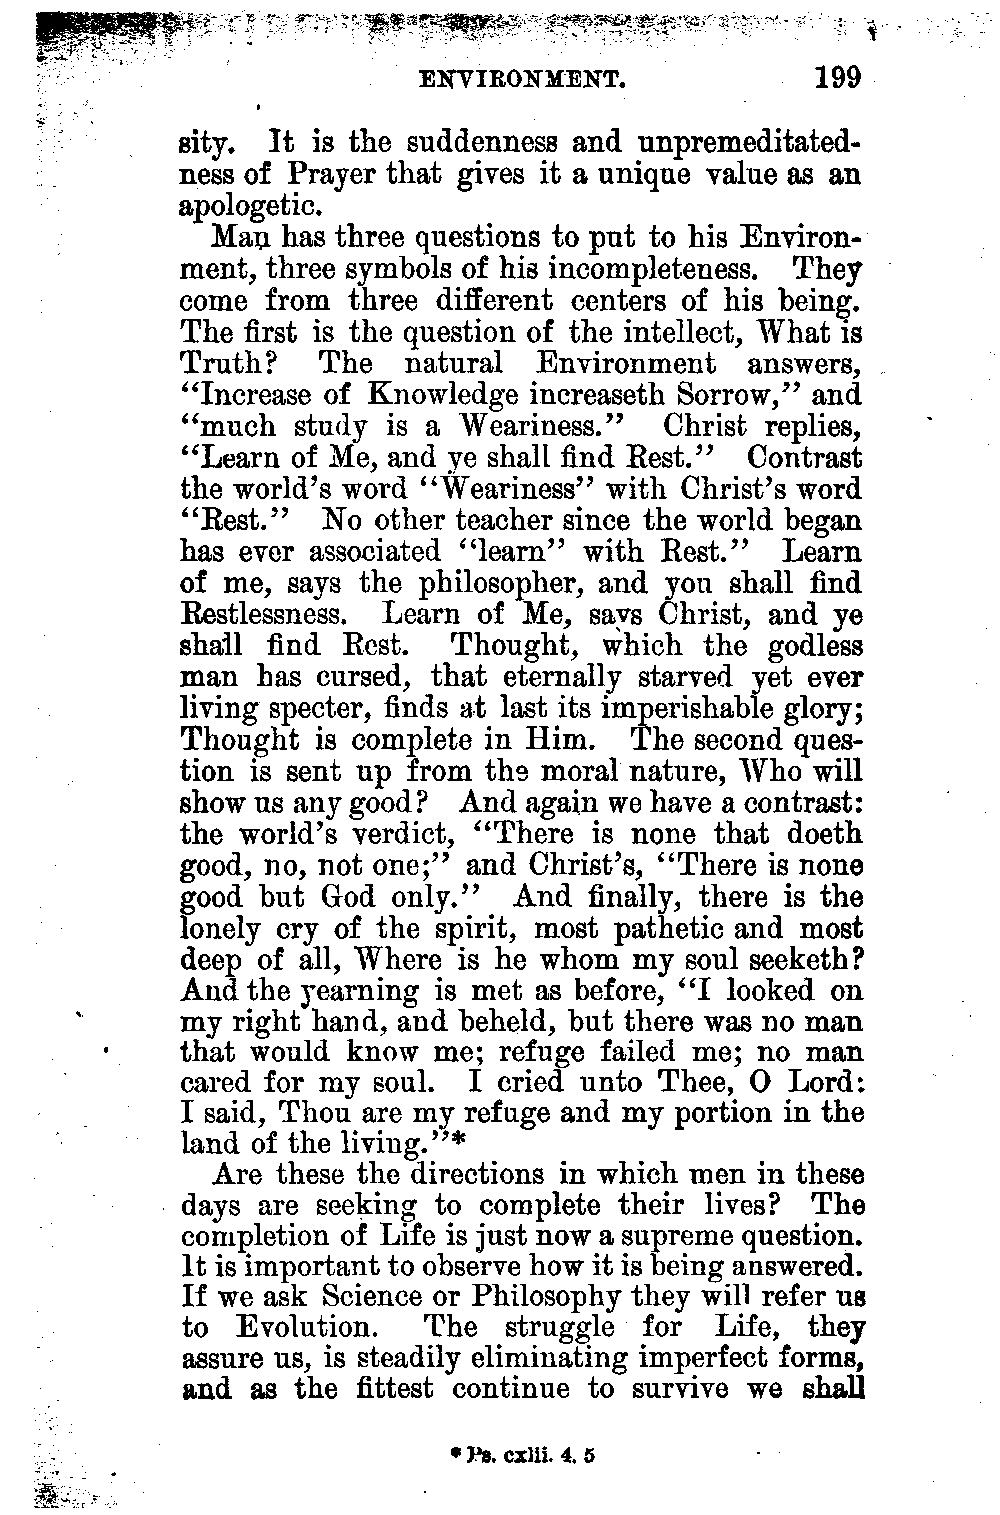 ENVIRONMENT. 199
sity. It is the suddenness and unpremeditated-
ness of Prayer that gives it a unique value as an
apologetic.
Man has three questions to put to his Environ-
ment, three symbols of his incompleteness. They
come from three different centers of his being.
The first is the question of the intellect, What is
Truth? The natural Environment answers,
“Increase of Knowledge increaseth Sorrow,” and
“much study is a Weariness.” Christ replies,
“Learn of Me, and ye shall find Rest.” Contrast
the world’s word “Weariness” with Christ’s word
“Rest.” No other teacher since the world began
has ever associated “learn” with Rest.” Learn
of me, says the philosopher, and you shall find
Restlessness. Learn of Me, says Christ, and ye
shall find Rest. Thought, which the godless
man has cursed, that eternally starved yet ever
living specter, finds at last its imperishable glory;
Thought is complete in Him. The second ques-
tion is sent up from the moral nature, Who will
show us any good? And again we have a contrast:
the world’s verdict, “There is none that doeth
good, no, not one;” and Christ’s, “There is none
good but God only.” And finally, there is the
lonely cry of the spirit, most pathetic and most
deep of all, Where is he whom my soul seeketh?
And the yearning is met as before, “I looked on
my right hand, and beheld, but there was no man
that would know me; refuge failed me; no man
cared for my soul. I cried unto Thee, O Lord:
I said, Thou are my refuge and my portion in the
land of the living.”*
Are these the directions in which men in these
days are seeking to complete their lives? The
completion of Life is just now a supreme question.
It is important to observe how it is being answered.
If we ask Science or Philosophy they will refer us
to Evolution. The struggle for Life, they
assure us, is steadily eliminating imperfect forms,
and as the fittest continue to survive we shall
* Ps. cxlii. 4, 5